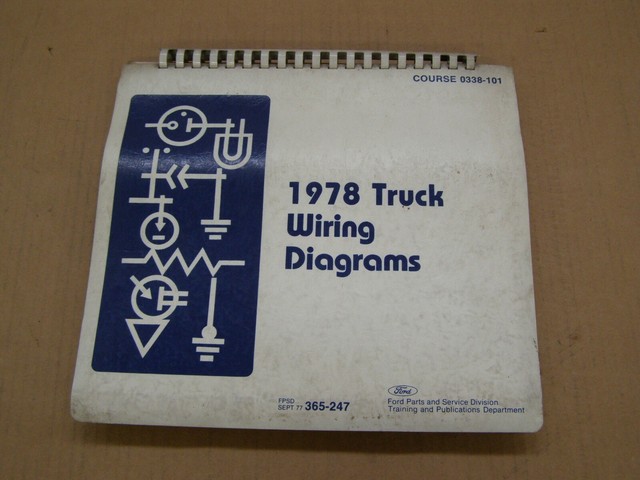 COURSE 0338-101
1978 Truck
Wiring
Diagrams
FPSD
SEPT 77 365-247
Ford
Ford Parts and Service Division
Training and Publications Department